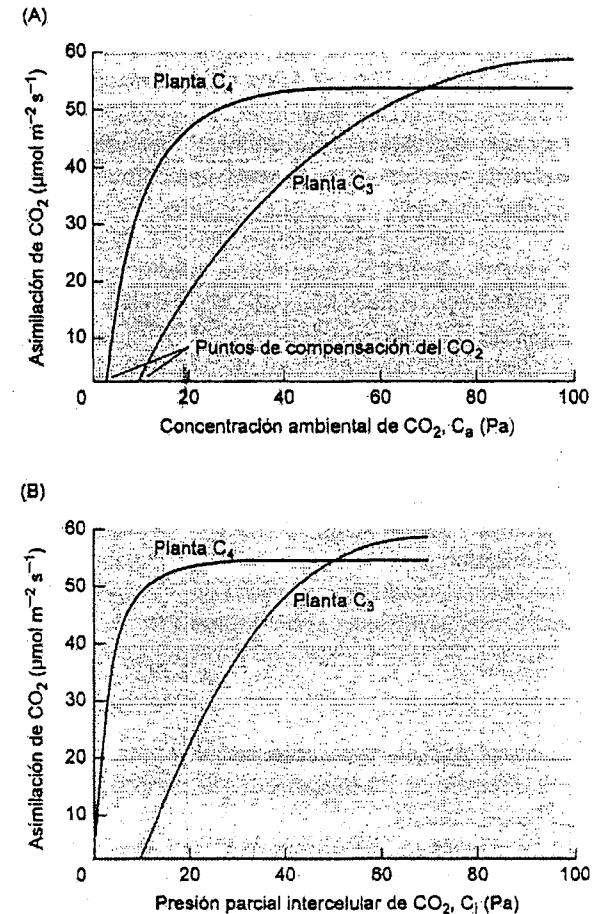 (A)
60
50
40
30
20
10
Asimilación de CO₂ (µmol m⁻² s⁻¹)
Planta C₄
Planta C₃
Puntos de compensación del CO₂
0 20 40 60 80 100
Concentración ambiental de CO₂, Cₐ (Pa)
(B)
60
50
40
30
20
10
Asimilación de CO₂ (µmol m⁻² s⁻¹)
Planta C₄
Planta C₃
0 20 40 60 80 100
Presión parcial intercelular de CO₂, Cᵢ (Pa)